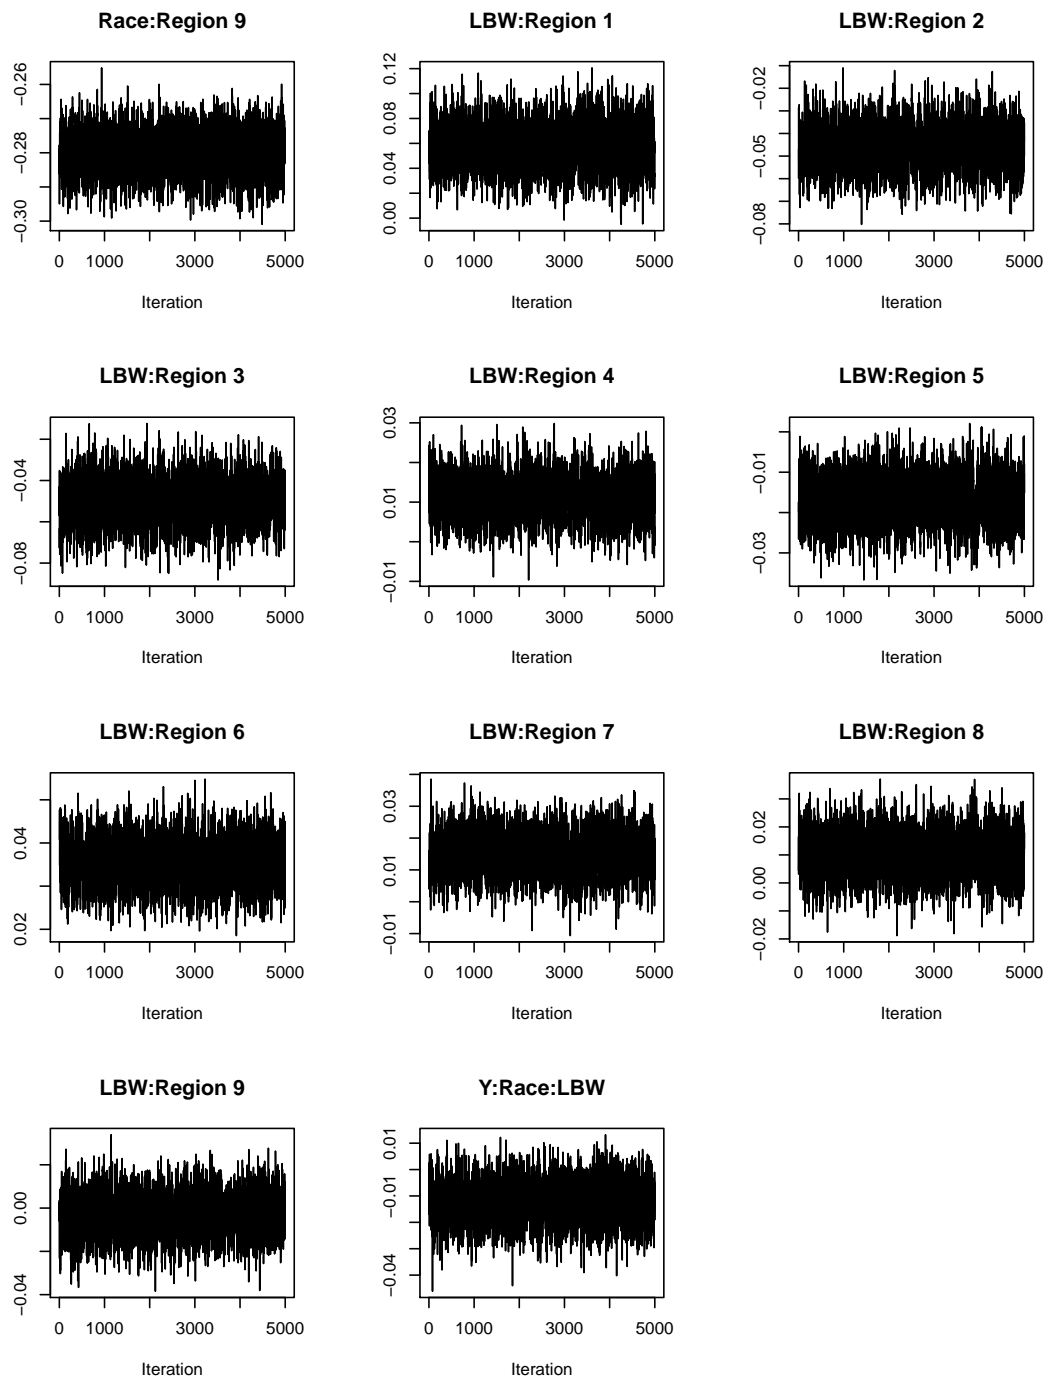 Race:Region 9 LBW:Region 1 LBW:Region 2
−0.30 −0.28 −0.26 0.00 0.04 0.08 0.12 −0.08 −0.05 −0.02
0 1000 3000 5000 0 1000 3000 5000 0 1000 3000 5000
Iteration Iteration Iteration
LBW:Region 3 LBW:Region 4 LBW:Region 5
−0.08 −0.04 −0.01 0.01 0.03 −0.03 −0.01
0 1000 3000 5000 0 1000 3000 5000 0 1000 3000 5000
Iteration Iteration Iteration
LBW:Region 6 LBW:Region 7 LBW:Region 8
0.02 0.04 −0.01 0.01 0.03 −0.02 0.00 0.02
0 1000 3000 5000 0 1000 3000 5000 0 1000 3000 5000
Iteration Iteration Iteration
LBW:Region 9 Y:Race:LBW
−0.04 0.00 −0.04 −0.01 0.01
0 1000 3000 5000 0 1000 3000 5000
Iteration Iteration